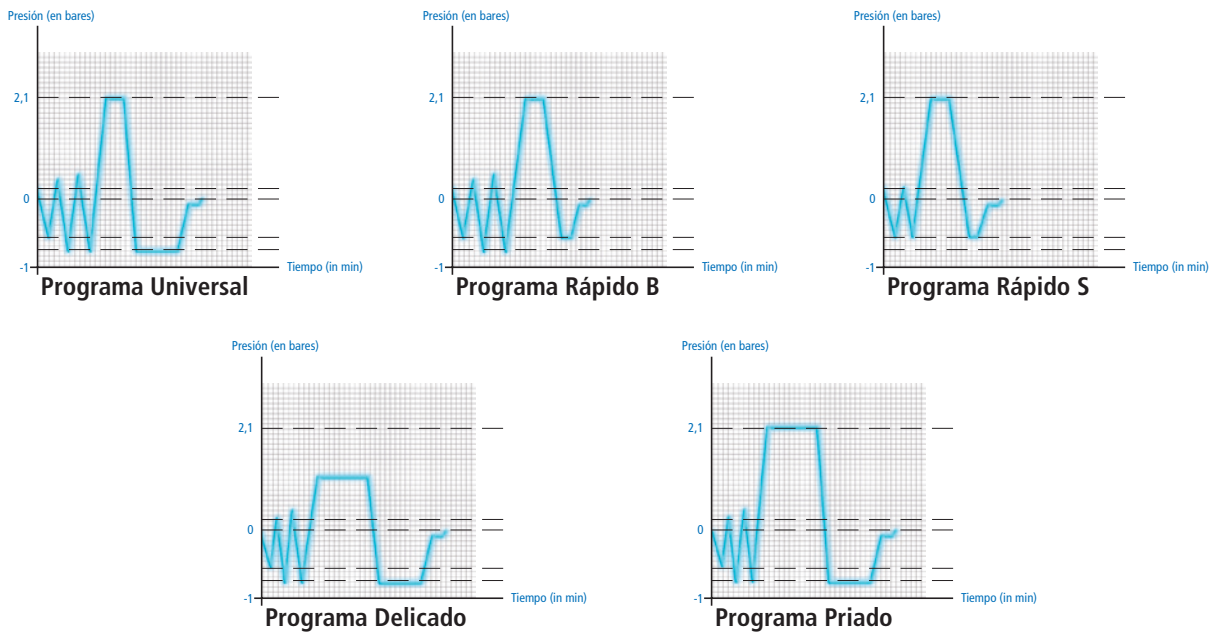 Presión (en bares)
2,1
0
-1
Tiempo (in min)
Programa Universal
Presión (en bares)
2,1
0
-1
Tiempo (in min)
Programa Rápido B
Presión (en bares)
2,1
0
-1
Tiempo (in min)
Programa Rápido S
Presión (en bares)
2,1
0
-1
Tiempo (in min)
Programa Delicado
Presión (en bares)
2,1
0
-1
Tiempo (in min)
Programa Priado